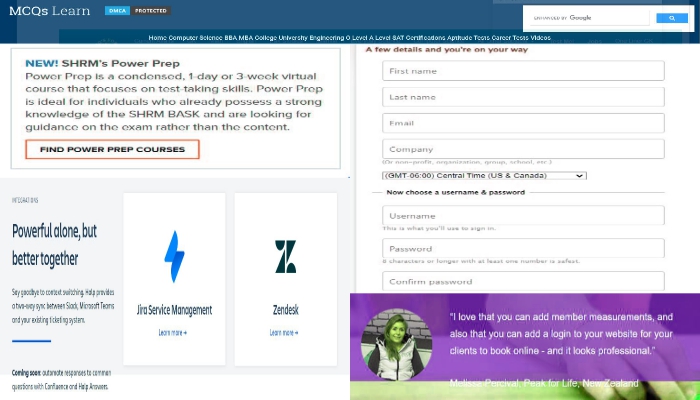 MCQs Learn
DMCA PROTECTED
ENHANCED BY Google
Home Computer Science BBA MBA College University Engineering O Level A Level SAT Certifications Aptitude Tests Career Tests Videos
NEW! SHRM's Power Prep
Power Prep is a condensed, 1-day or 3-week virtual
course that focuses on test-taking skills. Power Prep
is ideal for individuals who already possess a strong
knowledge of the SHRM BASK and are looking for
guidance on the exam rather than the content.
FIND POWER PREP COURSES
A few details and you're on your way
First name
Last name
Email
Company
(Or non-profit, organization, group, school, etc.)
(GMT-06:00) Central Time (US & Canada)
Now choose a username & password
Username
This is what you'll use to sign in.
Password
8 characters or longer with at least one number is safest.
Confirm password
INTEGRATIONS
Powerful alone, but
better together
Say goodbye to context switching. Halp provides
a two-way sync between Slack, Microsoft Teams
and your existing ticketing system.
Coming soon: automate responses to common
questions with Confluence and Halp Answers.
Jira Service Management
Learn more →
Zendesk
Learn more →
"I love that you can add member measurements, and
also that you can add a login to your website for your
clients to book online - and it looks professional."
Melissa Percival, Peak for Life, New Zealand